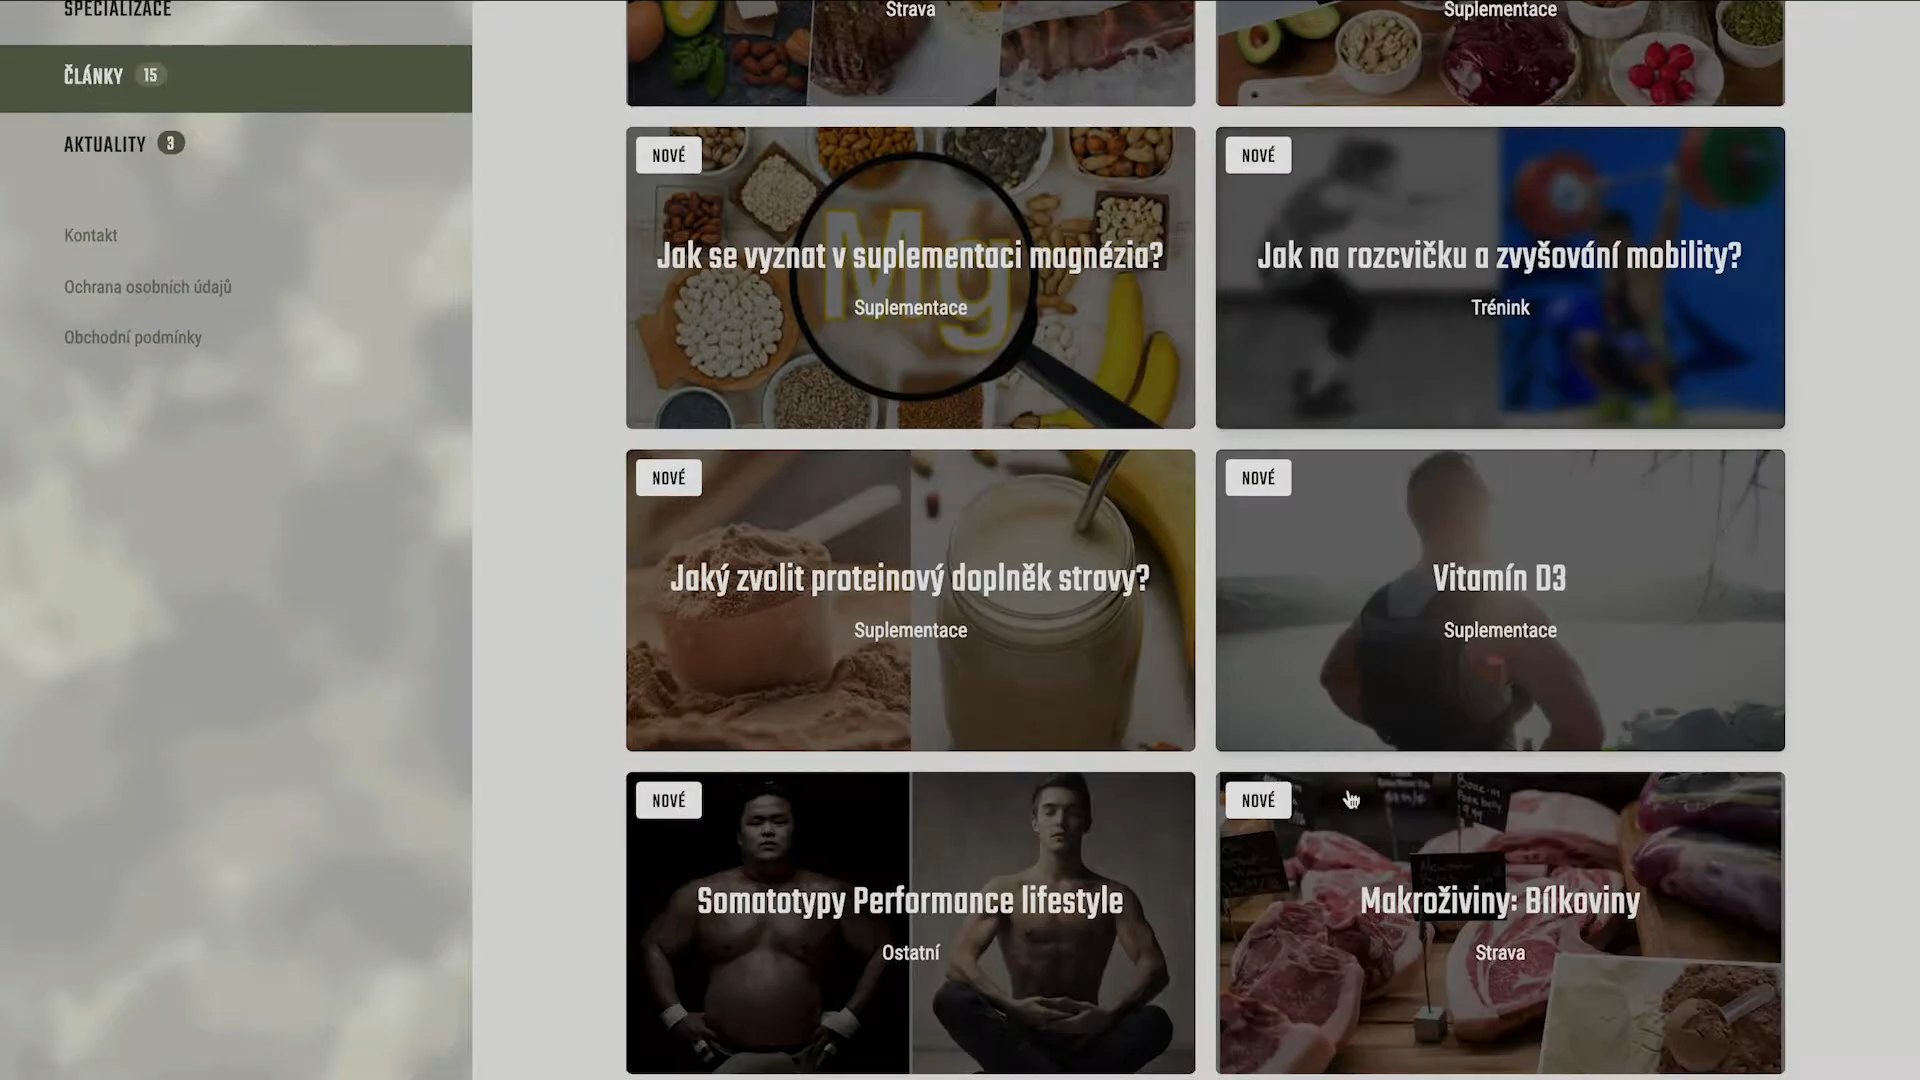 SPECIALIZACE
ČLÁNKY 15
AKTUALITY 3
Kontakt
Ochrana osobních údajů
Obchodní podmínky
Strava
Suplementace
NOVÉ
Mg
Jak se vyznat v suplementaci magnézia?
Suplementace
NOVÉ
Jak na rozcvičku a zvyšování mobility?
Trénink
NOVÉ
Jaký zvolit proteinový doplněk stravy?
Suplementace
NOVÉ
Vitamín D3
Suplementace
NOVÉ
Somatotypy Performance lifestyle
Ostatní
NOVÉ
Makroživiny: Bílkoviny
Strava